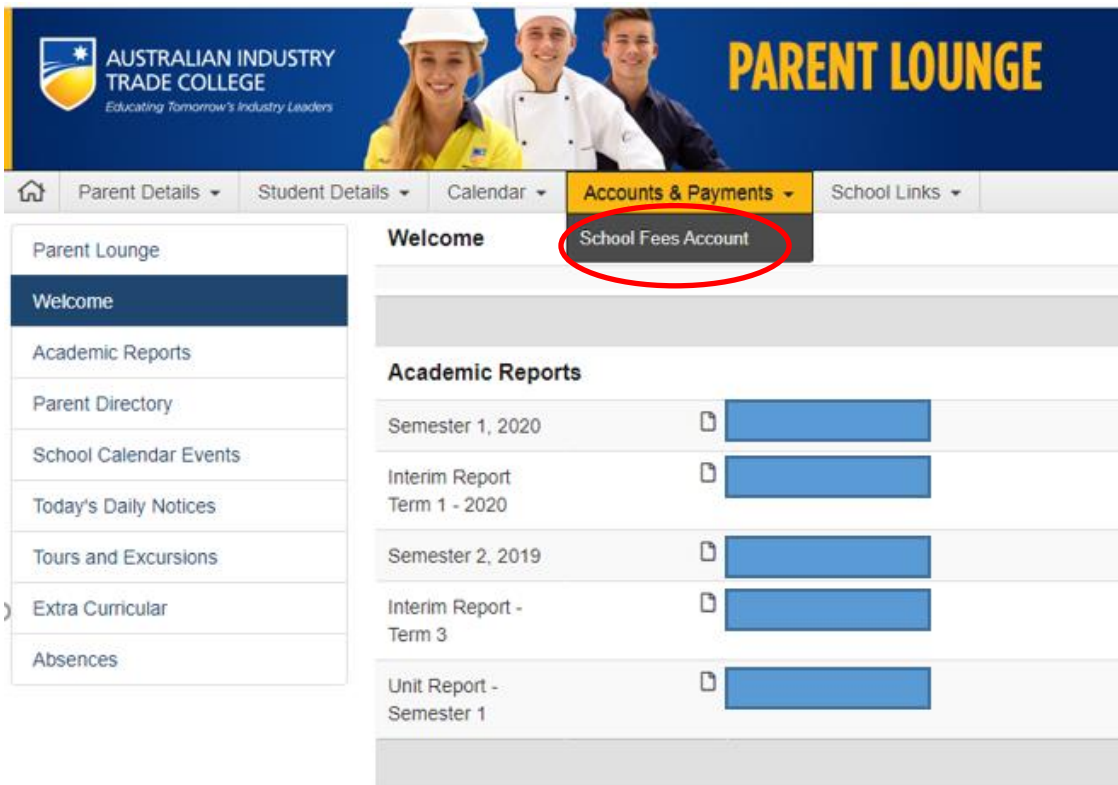 AUSTRALIAN INDUSTRY
TRADE COLLEGE
Educating Tomorrow's Industry Leaders
PARENT LOUNGE
Parent Details
Student Details
Calendar
Accounts & Payments
School Links
School Fees Account
Parent Lounge
Welcome
Academic Reports
Parent Directory
School Calendar Events
Today's Daily Notices
Tours and Excursions
Extra Curricular
Absences
Welcome
Academic Reports
Semester 1, 2020
Interim Report
Term 1 - 2020
Semester 2, 2019
Interim Report -
Term 3
Unit Report -
Semester 1